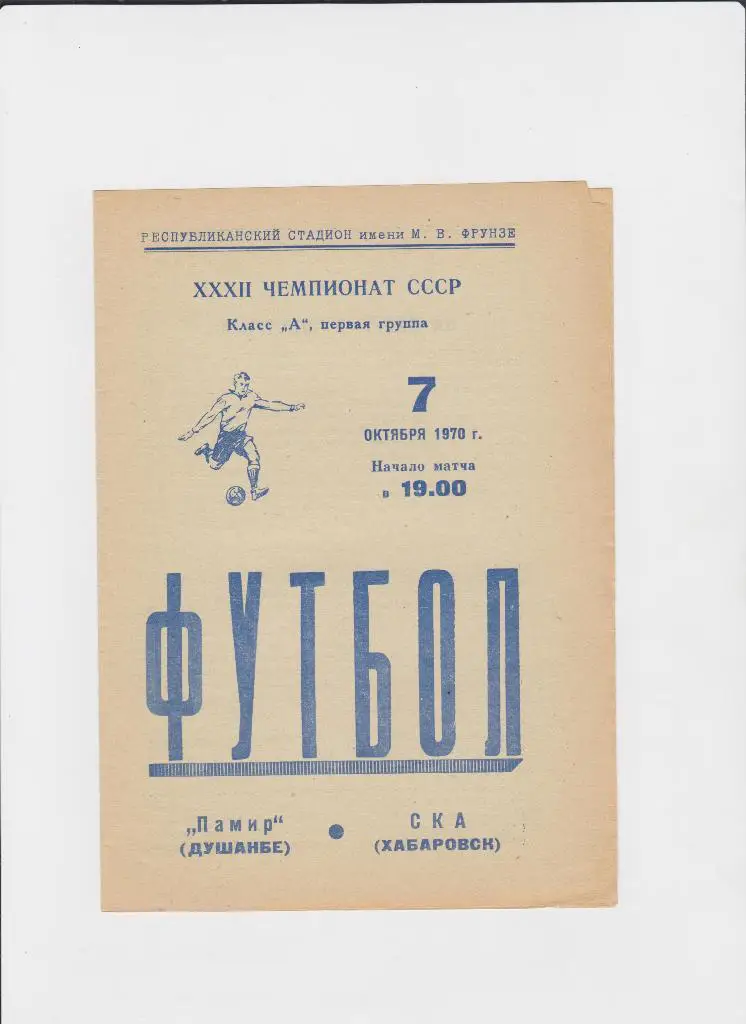 РЕСПУБЛИКАНСКИЙ СТАДИОН имени М. В. ФРУНЗЕ
XXXII ЧЕМПИОНАТ СССР
Класс „А“, первая группа
7
ОКТЯБРЯ 1970 г.
Начало матча
в 19.00
ФУТБОЛ
„Памир“ ● СКА
(ДУШАНБЕ) (ХАБАРОВСК)